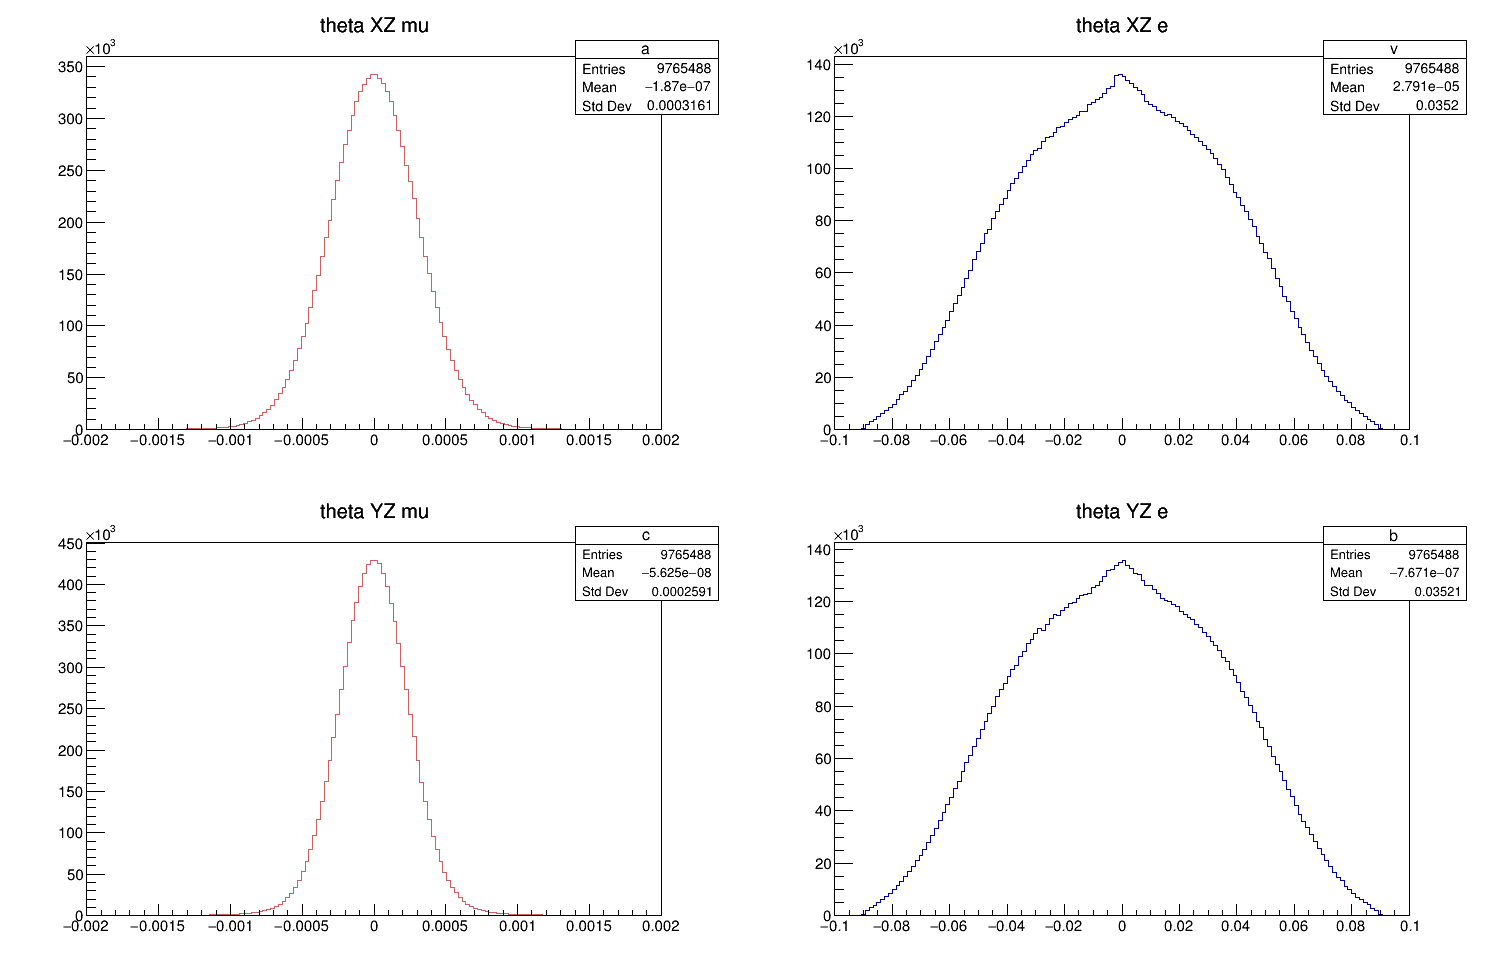 theta XZ mu
×10³
a
Entries 9765488
Mean −1.87e−07
Std Dev 0.0003161
350
300
250
200
150
100
50
0
−0.002 −0.0015 −0.001 −0.0005 0 0.0005 0.001 0.0015 0.002
theta XZ e
×10³
v
Entries 9765488
Mean 2.791e−05
Std Dev 0.0352
140
120
100
80
60
40
20
0
−0.1 −0.08 −0.06 −0.04 −0.02 0 0.02 0.04 0.06 0.08 0.1
theta YZ mu
×10³
c
Entries 9765488
Mean −5.625e−08
Std Dev 0.0002591
450
400
350
300
250
200
150
100
50
0
−0.002 −0.0015 −0.001 −0.0005 0 0.0005 0.001 0.0015 0.002
theta YZ e
×10³
b
Entries 9765488
Mean −7.671e−07
Std Dev 0.03521
140
120
100
80
60
40
20
0
−0.1 −0.08 −0.06 −0.04 −0.02 0 0.02 0.04 0.06 0.08 0.1